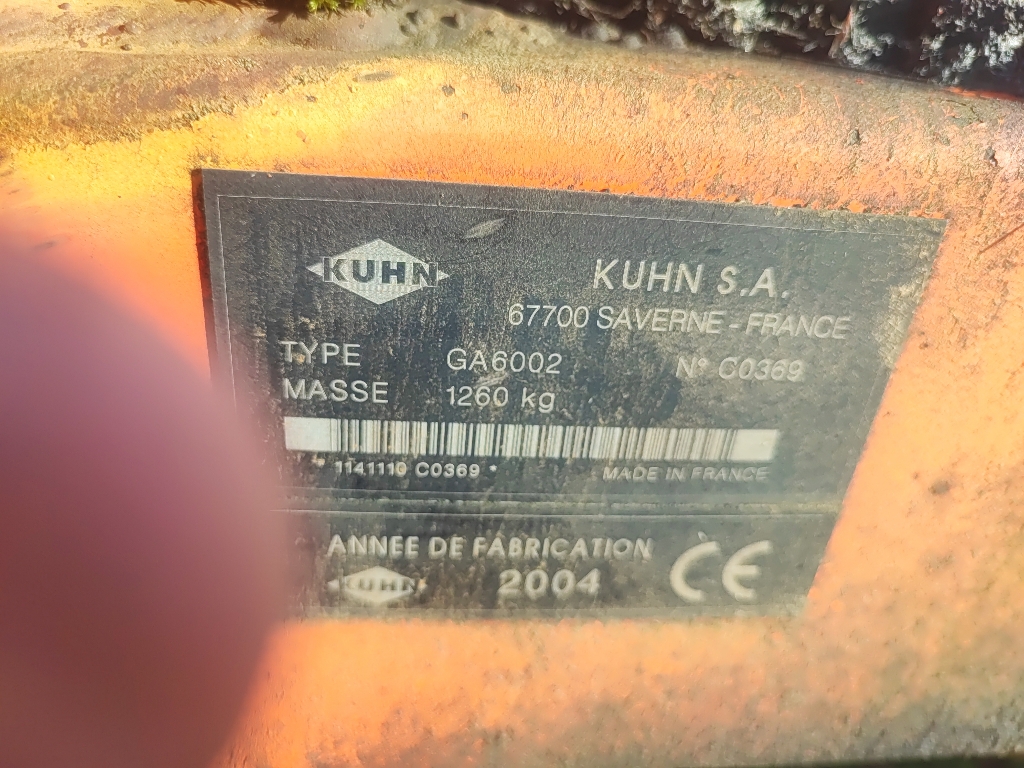 KUHN
KUHN S.A.
67700 SAVERNE - FRANCE
TYPE GA6002 N° C0369
MASSE 1260 kg
1141110 C0369 *
MADE IN FRANCE
ANNEE DE FABRICATION
KUHN 2004 CE